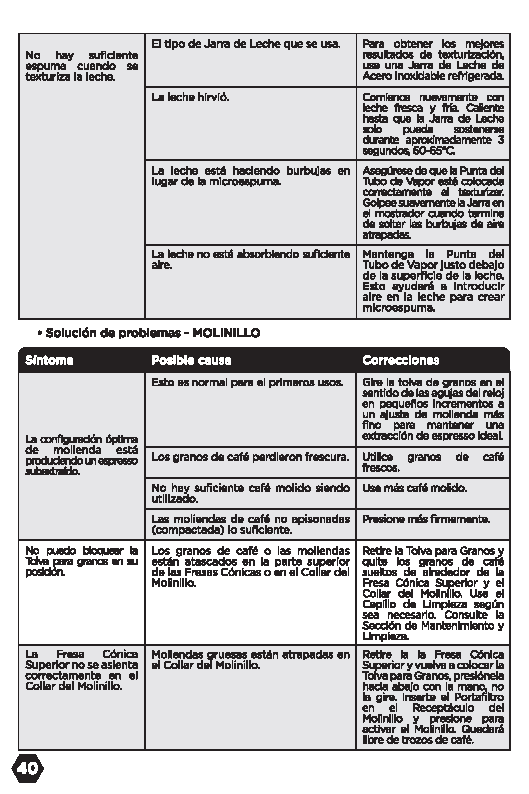 No hay suficiente
espuma cuando se
texturiza la leche.
El tipo de Jarra de Leche que se usa.
Para obtener los mejores
resultados de texturización,
use una Jarra de Leche de
Acero Inoxidable refrigerada.
La leche hirvió.
Comience nuevamente con
leche fresca y fría. Caliente
hasta que la Jarra de Leche
solo pueda sostenerse
durante aproximadamente 3
segundos, 60-65°C.
La leche está haciendo burbujas en
lugar de la microespuma.
Asegúrese de que la Punta del
Tubo de Vapor esté colocada
correctamente al texturizar.
Golpee suavemente la Jarra en
el mostrador cuando termine
de soltar las burbujas de aire
atrapadas.
La leche no está absorbiendo suficiente
aire.
Mantenga la Punta del
Tubo de Vapor justo debajo
de la superficie de la leche.
Esto ayudará a introducir
aire en la leche para crear
microespuma.
• Solución de problemas - MOLINILLO
Síntoma
Posible causa
Correcciones
La configuración óptima
de molienda está
produciendo un espresso
subextraído.
Esto es normal para el primeros usos.
Gire la tolva de granos en el
sentido de las agujas del reloj
en pequeños incrementos a
un ajuste de molienda más
fino para mantener una
extracción de espresso ideal.
Los granos de café perdieron frescura.
Utilice granos de café
frescos.
No hay suficiente café molido siendo
utilizado.
Use más café molido.
Las moliendas de café no apisonadas
(compactada) lo suficiente.
Presione más firmemente.
No puedo bloquear la
Tolva para granos en su
posición.
Los granos de café o las moliendas
están atascados en la parte superior
de las Fresas Cónicas o en el Collar del
Molinillo.
Retire la Tolva para Granos y
quite los granos de café
sueltos de alrededor de la
Fresa Cónica Superior y el
Collar del Molinillo. Use el
Cepillo de Limpieza según
sea necesario. Consulte la
Sección de Mantenimiento y
Limpieza.
La Fresa Cónica
Superior no se asienta
correctamente en el
Collar del Molinillo.
Moliendas gruesas están atrapadas en
el Collar del Molinillo.
Retire la la Fresa Cónica
Superior y vuelva a colocar la
Tolva para Granos, presiónela
hacia abajo con la mano, no
la gire. Inserte el Portafiltro
en el Receptáculo del
Molinillo y presione para
activar el Molinillo. Quedará
libre de trozos de café.
40